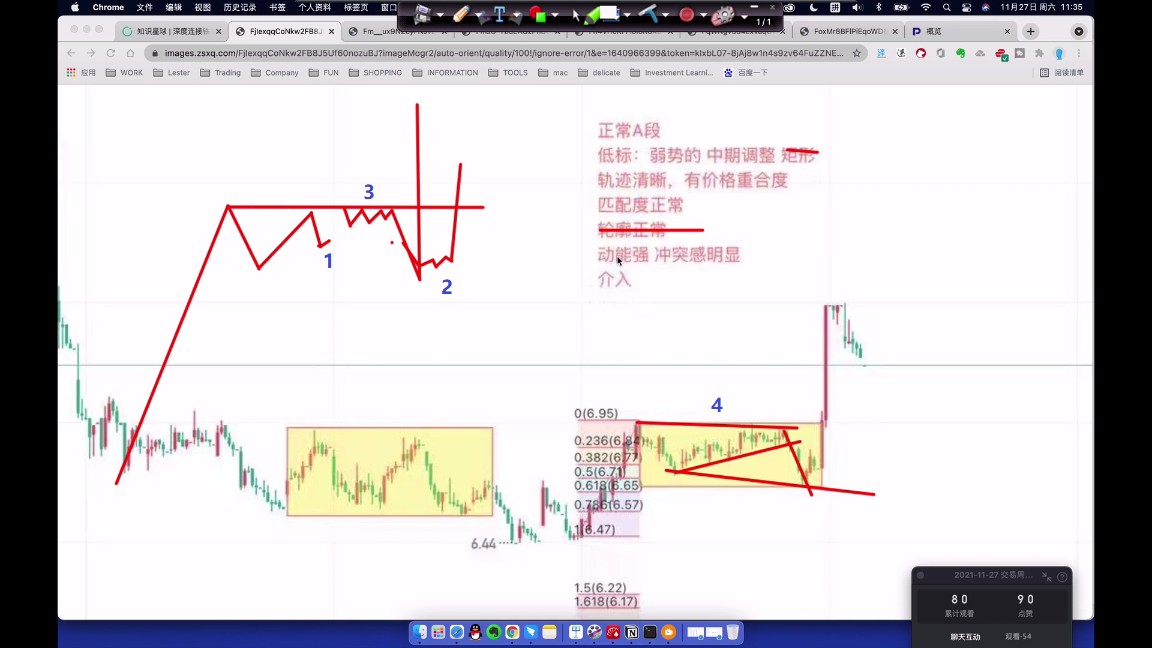 Chrome 文件 编辑 视图 历史记录 书签 个人资料 标签页 窗口 11月27日 周六 11:35
1/1
知识星球 | 深度连接铁 FjlexqqCoNkw2FB8J FoxMrBBFlPiEqoWD 概览
images.zsxq.com/FjlexqqCoNkw2FB8J5Uf60nozuBJ?imageMogr2/auto-orient/quality/100!/ignore-error/1&e=1640966399&token=kIxbL07-8jAj8w1n4s9zv64FuZZNE...
应用 WORK Lester Trading Company FUN SHOPPING INFORMATION TOOLS mac delicate Investment Learni... 百度一下 阅读清单
正常A段
低标：弱势的 中期调整 矩形
轨迹清晰，有价格重合度
匹配度正常
轮廓正常
动能强 冲突感明显
介入
3
1
2
4
0(6.95)
0.236(6.84)
0.382(6.77)
0.5(6.71)
0.618(6.65)
0.786(6.57)
1(6.47)
6.44
1.5(6.22)
1.618(6.17)
2021-11-27 交易周...
80 90
累计观看 点赞
聊天互动 观看·54